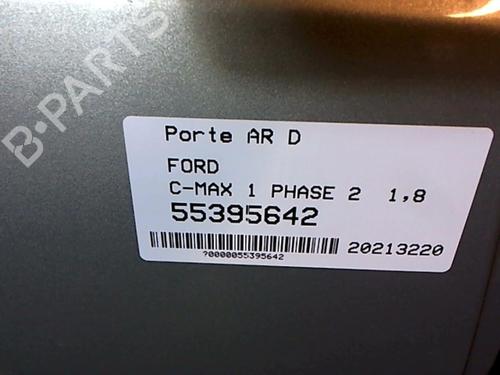 B-PARTS
Porte AR D
FORD
C-MAX 1 PHASE 2 1,8
55395642
20213220
?0000055395642